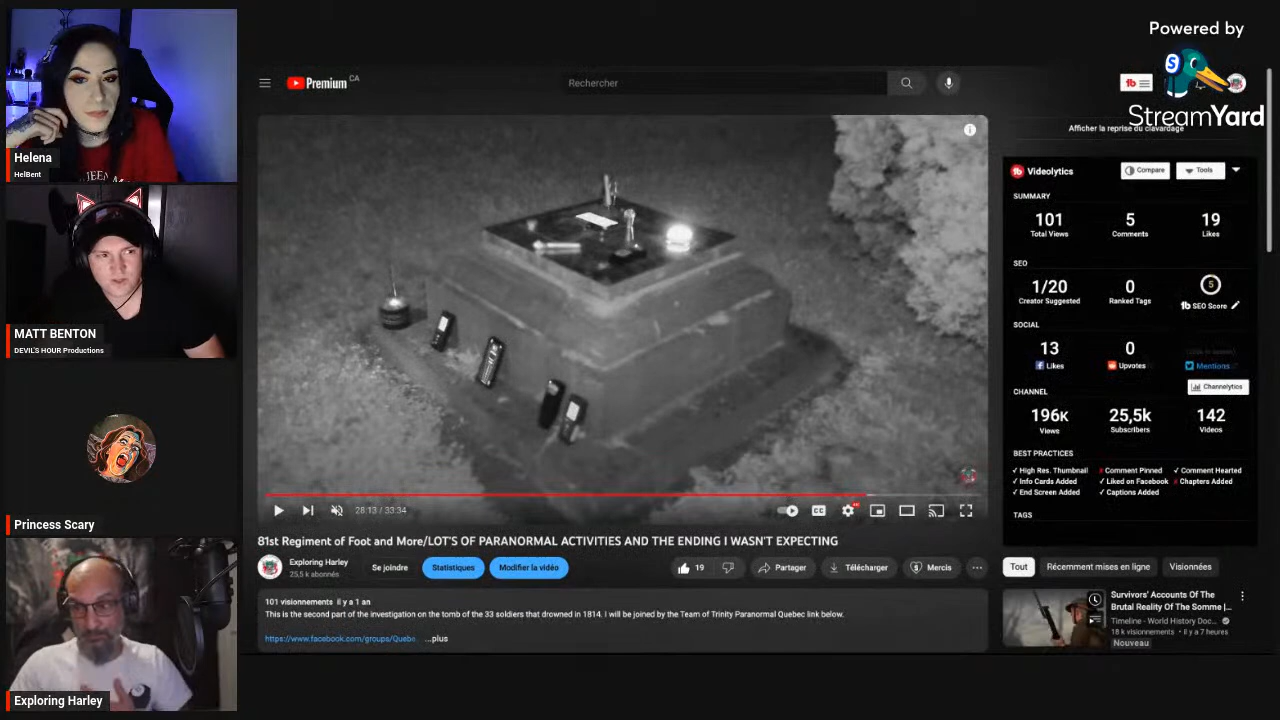 Powered by
StreamYard
Helena
HelBent
MATT BENTON
DEVIL'S HOUR Productions
Princess Scary
Exploring Harley
Premium CA
Rechercher
Afficher la reprise du clavardage
28:13 / 33:34
81st Regiment of Foot and More/LOT'S OF PARANORMAL ACTIVITIES AND THE ENDING I WASN'T EXPECTING
Exploring Harley
25,5 k abonnés
Se joindre
Statistiques
Modifier la vidéo
19
Partager
Télécharger
Mercis
101 visionnements il y a 1 an
This is the second part of the investigation on the tomb of the 33 soldiers that drowned in 1814. I will be joined by the Team of Trinity Paranormal Quebec link below.
https://www.facebook.com/groups/Quebo ...plus
Videolytics Compare Tools
SUMMARY
101 5 19
Total Views Comments Likes
SEO
1/20 0 5
Creator Suggested Ranked Tags SEO Score
SOCIAL
13 0
Likes Upvotes Mentions
Channelytics
CHANNEL
196K 25,5k 142
Views Subscribers Videos
BEST PRACTICES
✓ High Res. Thumbnail ✗ Comment Pinned ✓ Comment Hearted
✓ Info Cards Added ✓ Liked on Facebook ✗ Chapters Added
✓ End Screen Added ✓ Captions Added
TAGS
Tout Récemment mises en ligne Visionnées
Survivors' Accounts Of The
Brutal Reality Of The Somme |...
Timeline - World History Doc...
18 k visionnements • il y a 7 heures
Nouveau